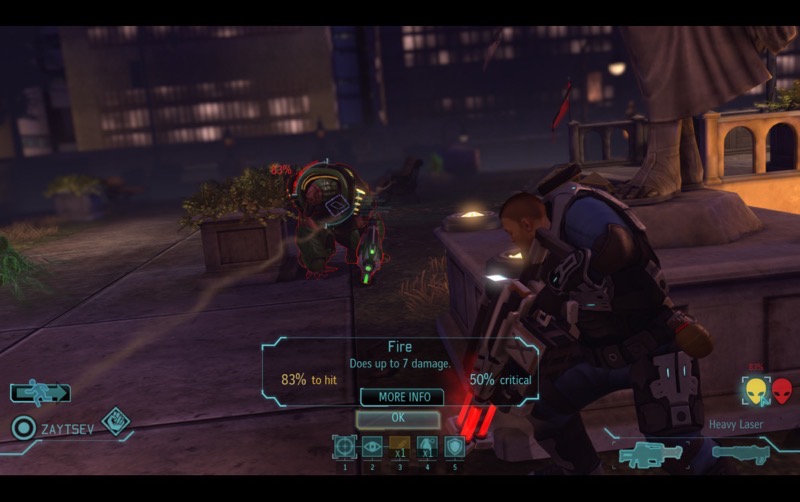 83%
Fire
Does up to 7 damage.
83% to hit
50% critical
MORE INFO
OK
ZAYTSEV
x1
x1
1
2
3
4
5
Heavy Laser